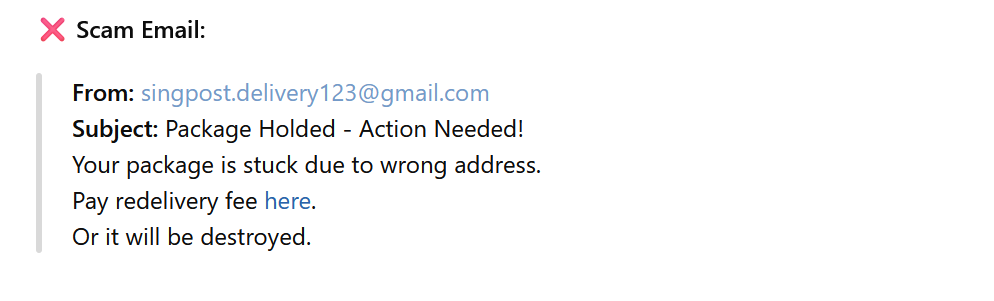 ❌ Scam Email:
From: singpost.delivery123@gmail.com
Subject: Package Holded - Action Needed!
Your package is stuck due to wrong address.
Pay redelivery fee here.
Or it will be destroyed.